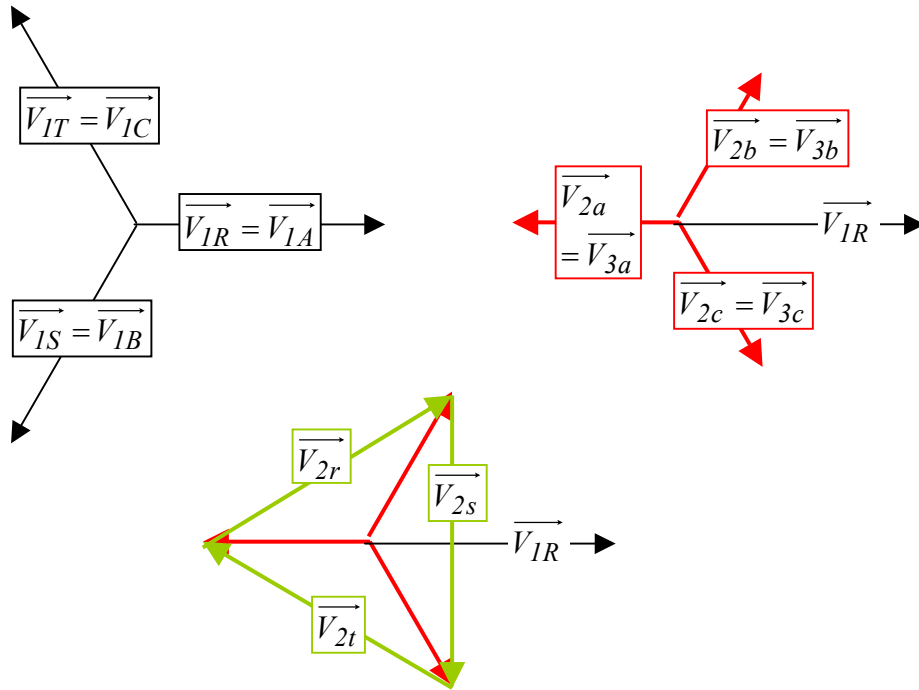 V1T = V1C
V1R = V1A
V1S = V1B
V2b = V3b
V2a
= V3a
V1R
V2c = V3c
V2r
V2s
V1R
V2t